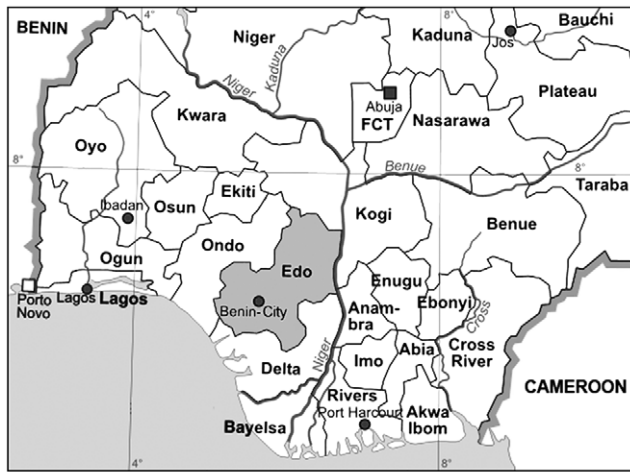 BENIN
4°
8°
Niger
Kaduna
Bauchi
Jos
Kaduna
Niger
Abuja
FCT
Plateau
Kwara
Nasarawa
Oyo
8°
Benue
8°
Taraba
Ibadan
Osun
Ekiti
Kogi
Benue
Ogun
Ondo
Edo
Enugu
Ebonyi
Porto
Novo
Lagos
Lagos
Benin-City
Anam-
bra
Cross
Niger
Imo
Abia
Cross
River
Delta
Rivers
Port Harcourt
Akwa
Ibom
CAMEROON
Bayelsa
4°
8°